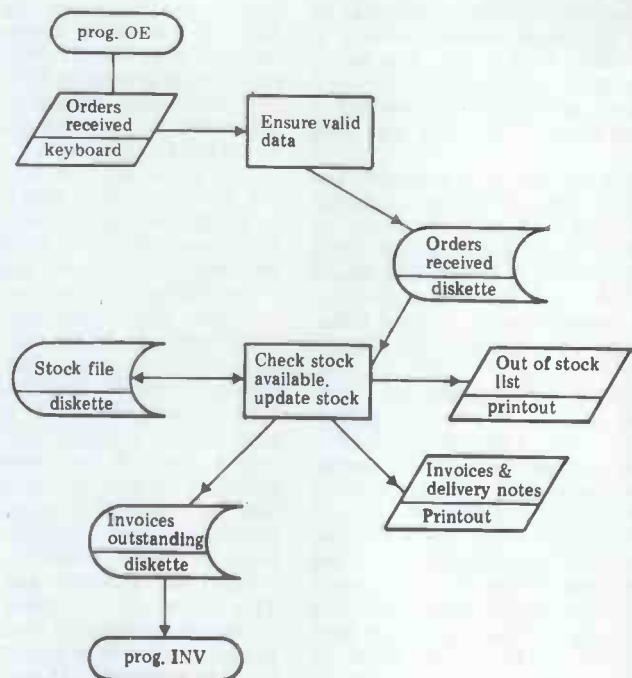 prog. OE
Orders
received
keyboard
Ensure valid
data
Orders
received
diskette
Stock file
diskette
Check stock
available.
update stock
Out of stock
list
printout
Invoices &
delivery notes
Printout
Invoices
outstanding
diskette
prog. INV